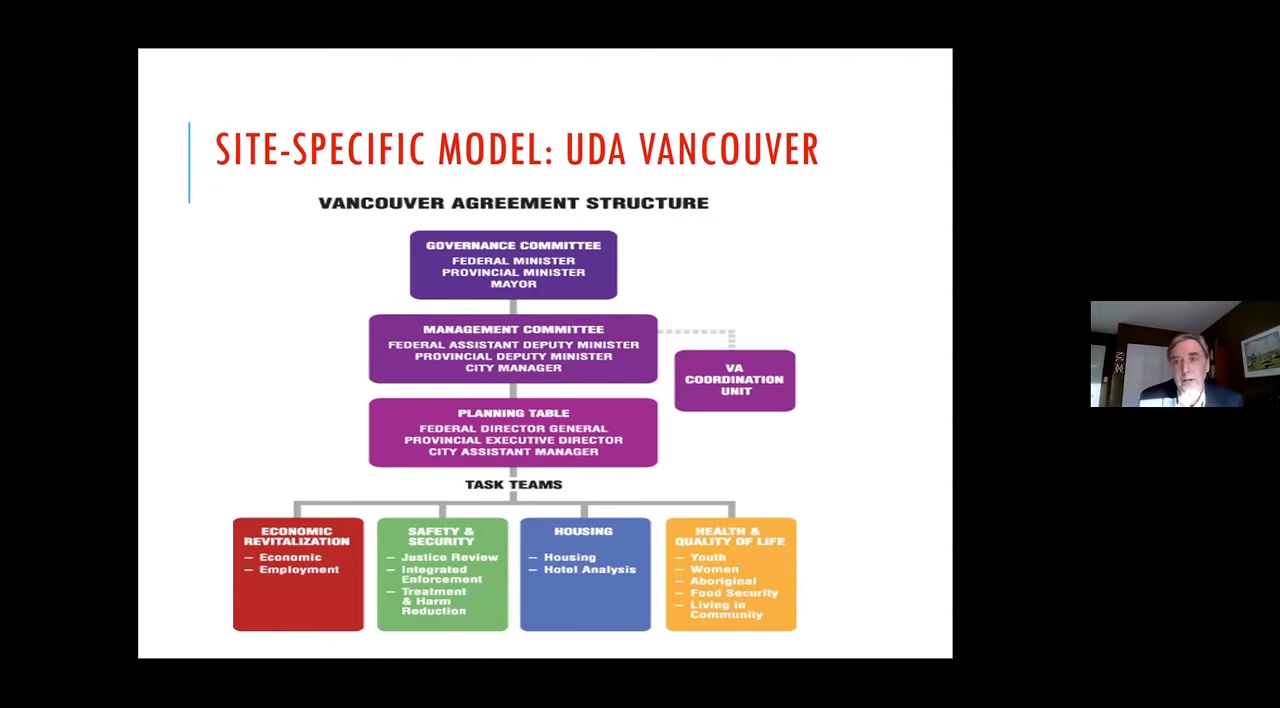 SITE-SPECIFIC MODEL: UDA VANCOUVER
VANCOUVER AGREEMENT STRUCTURE
GOVERNANCE COMMITTEE
FEDERAL MINISTER
PROVINCIAL MINISTER
MAYOR
MANAGEMENT COMMITTEE
FEDERAL ASSISTANT DEPUTY MINISTER
PROVINCIAL DEPUTY MINISTER
CITY MANAGER
VA
COORDINATION
UNIT
PLANNING TABLE
FEDERAL DIRECTOR GENERAL
PROVINCIAL EXECUTIVE DIRECTOR
CITY ASSISTANT MANAGER
TASK TEAMS
ECONOMIC
REVITALIZATION
– Economic
– Employment
SAFETY &
SECURITY
– Justice Review
– Integrated
Enforcement
– Treatment
& Harm
Reduction
HOUSING
– Housing
– Hotel Analysis
HEALTH &
QUALITY OF LIFE
– Youth
– Women
– Aboriginal
– Food Security
– Living in
Community